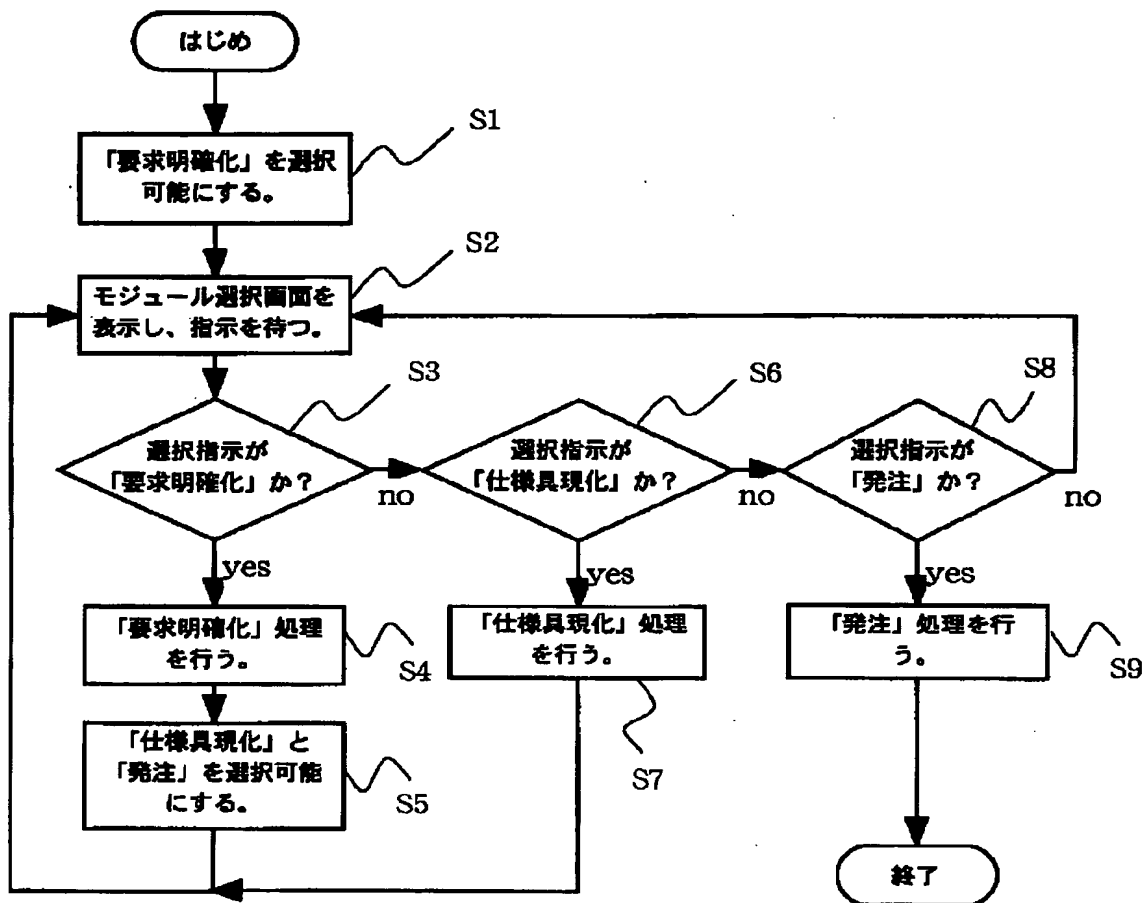 はじめ
S1
「要求明確化」を選択
可能にする。
S2
モジュール選択画面を
表示し、指示を待つ。
S3
S6
S8
選択指示が
「要求明確化」か?
no
選択指示が
「仕様具現化」か?
no
選択指示が
「発注」か?
no
yes
yes
yes
「要求明確化」処理
を行う。
S4
「仕様具現化」処理
を行う。
S7
「発注」処理を行
う。
S9
「仕様具現化」と
「発注」を選択可能
にする。
S5
終了